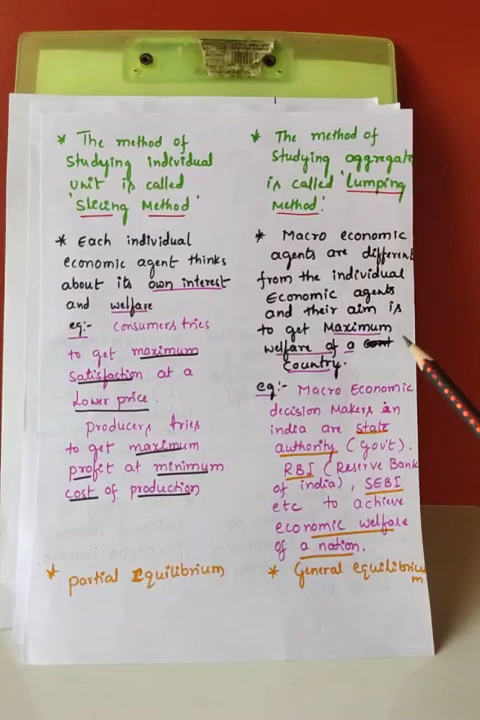 * The method of
studying individual
unit is called
'Slicing Method'
* Each individual
economic agent thinks
about its own interest
and welfare
eg:- consumers tries
to get maximum
satisfaction at a
Lower price.
producers tries
to get maximum
profit at minimum
cost of production
* partial Equilibrium
* The method of
studying aggregate
is called 'Lumping
Method.'
* Macro economic
agents are different
from the individual
Economic agents
and their aim is
to get Maximum
welfare of a
Country.
eg:- Macro Economic
decision Makers in
india are state
authority (Gov't).
RBI (Reserve Bank
of india), SEBI
etc to achieve
economic welfare
of a nation.
* General equilibrium
m